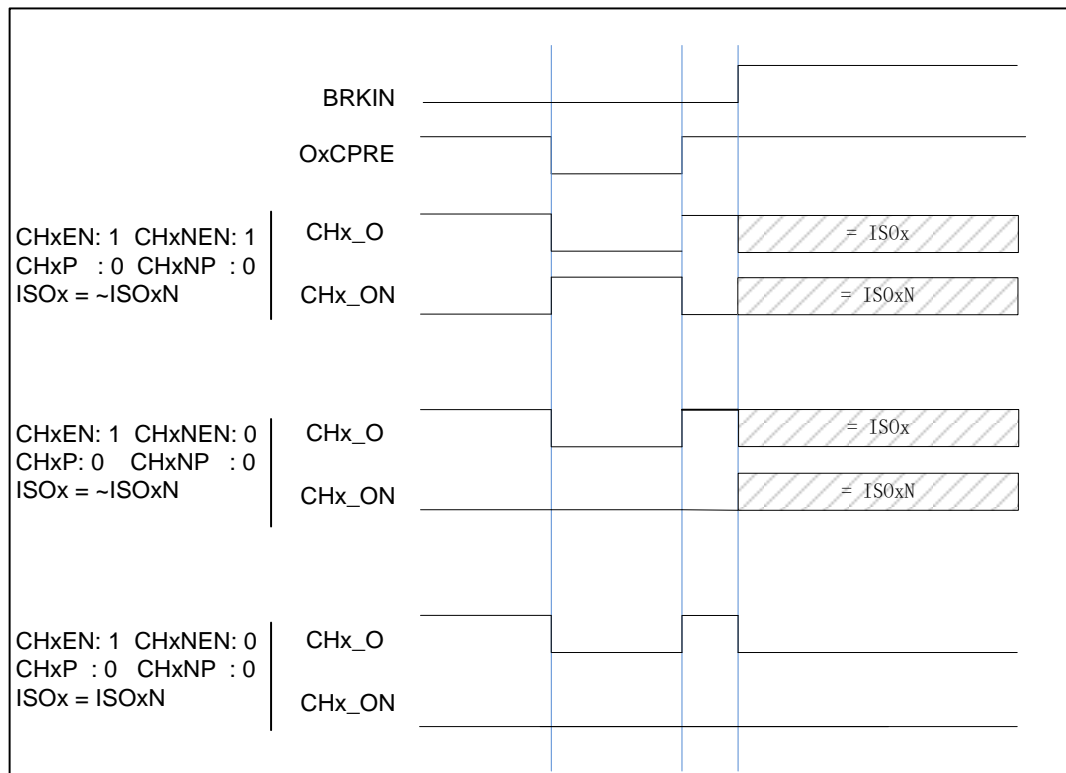 BRKIN
OxCPRE
CHxEN: 1 CHxNEN: 1
CHxP : 0 CHxNP : 0
ISOx = ~ISOxN
CHx_O
= ISOx
CHx_ON
= ISOxN
CHxEN: 1 CHxNEN: 0
CHxP: 0 CHxNP : 0
ISOx = ~ISOxN
CHx_O
= ISOx
CHx_ON
= ISOxN
CHxEN: 1 CHxNEN: 0
CHxP : 0 CHxNP : 0
ISOx = ISOxN
CHx_O
CHx_ON